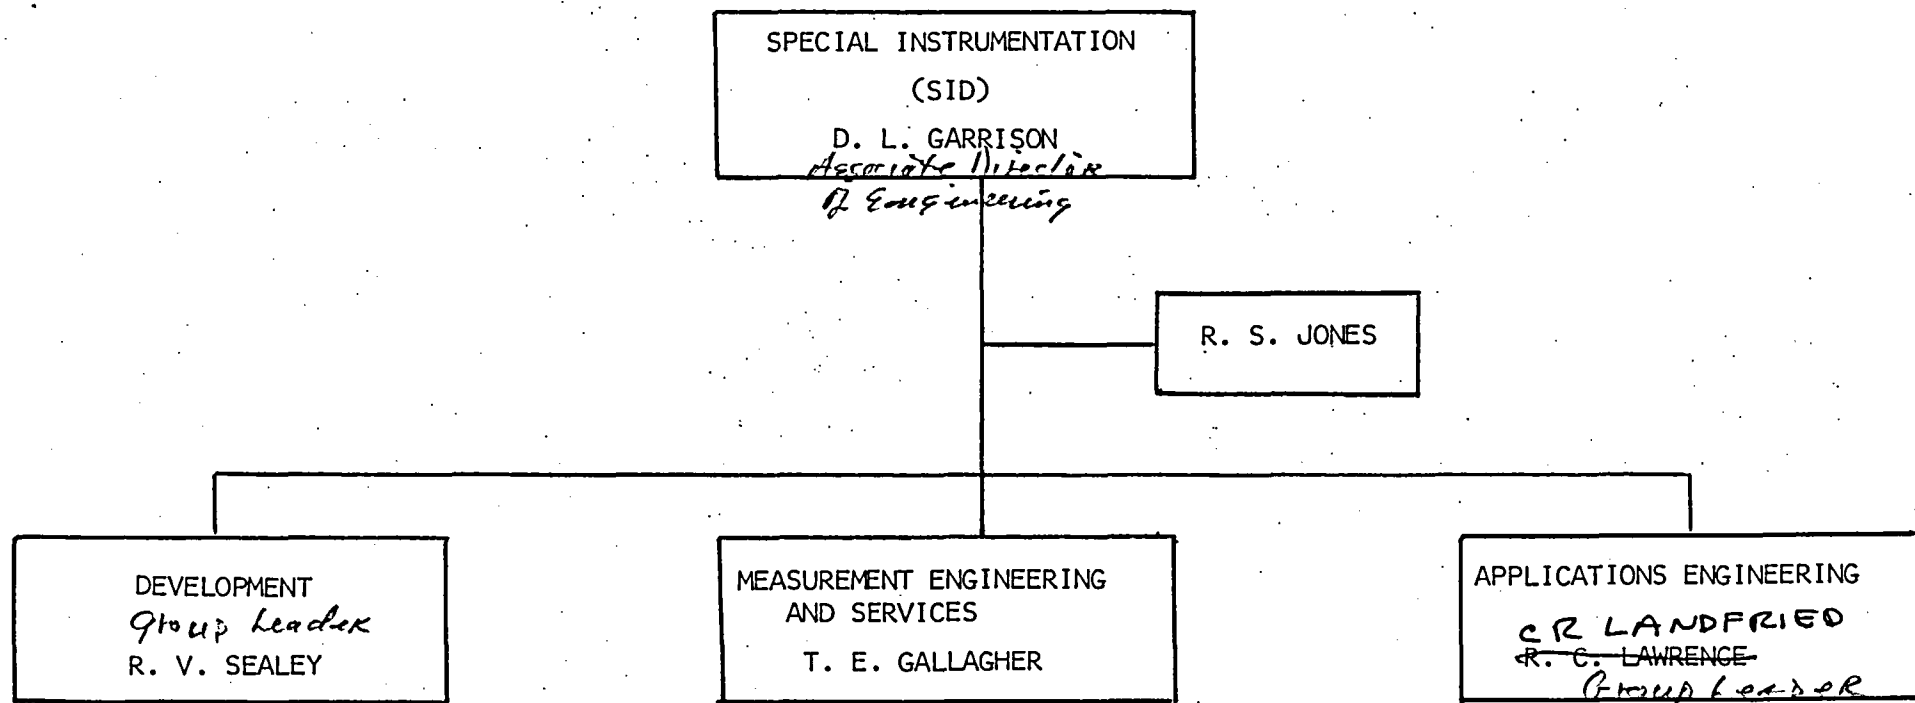 SPECIAL INSTRUMENTATION
(SID)
D. L. GARRISON
Associate Director
of Engineering
R. S. JONES
DEVELOPMENT
Group Leader
R. V. SEALEY
MEASUREMENT ENGINEERING
AND SERVICES
T. E. GALLAGHER
APPLICATIONS ENGINEERING
CR LANDFRIED
R. C. LAWRENCE
Group Leader